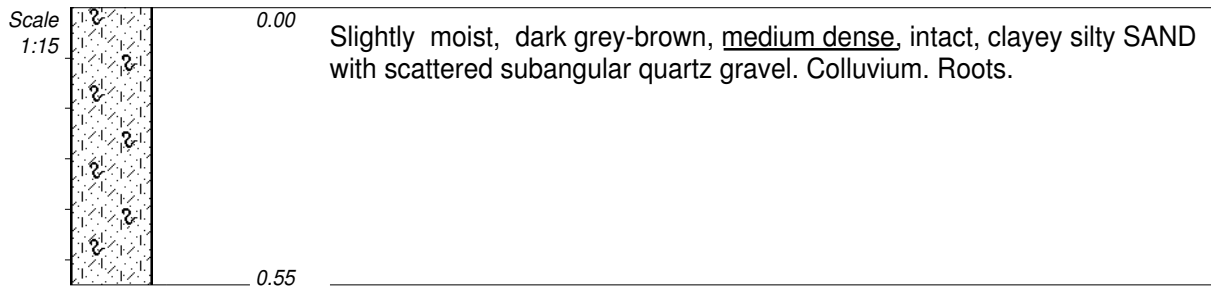 Scale
1:15
0.00
Slightly moist, dark grey-brown, medium dense, intact, clayey silty SAND
with scattered subangular quartz gravel. Colluvium. Roots.
0.55